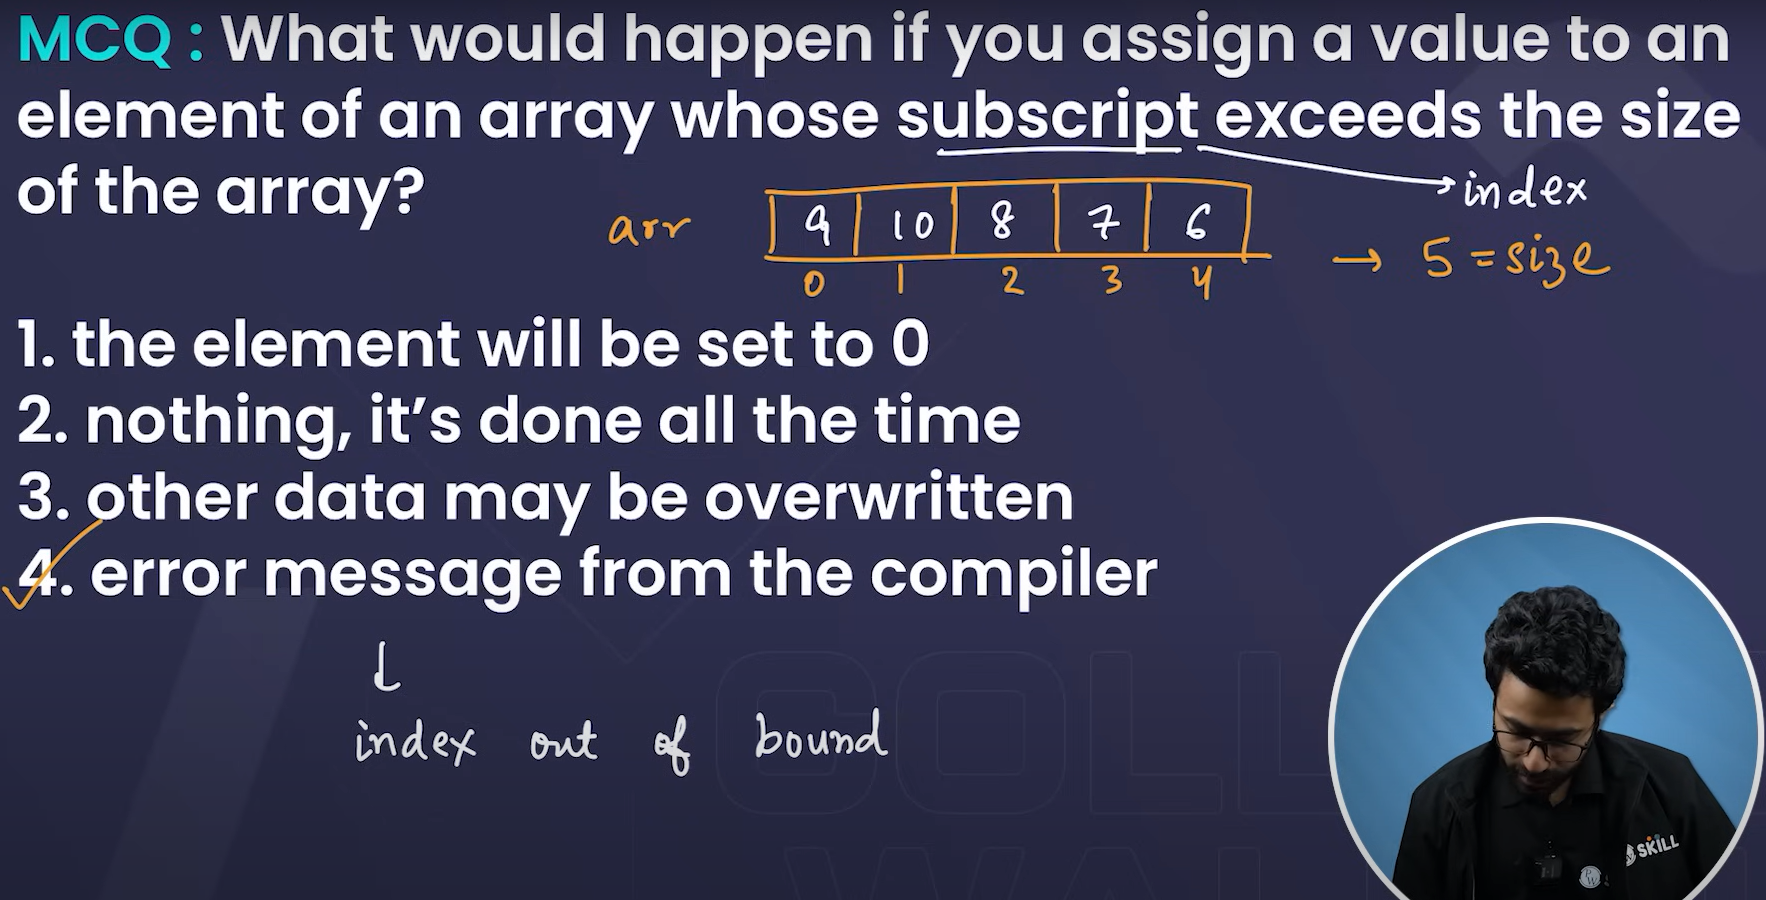 MCQ : What would happen if you assign a value to an
element of an array whose subscript exceeds the size
of the array?
index
arr 9 10 8 7 6 → 5 = size
0 1 2 3 4
1. the element will be set to 0
2. nothing, it's done all the time
3. other data may be overwritten
4. error message from the compiler
index out of bound
COLL
WAL
SKILL
PW